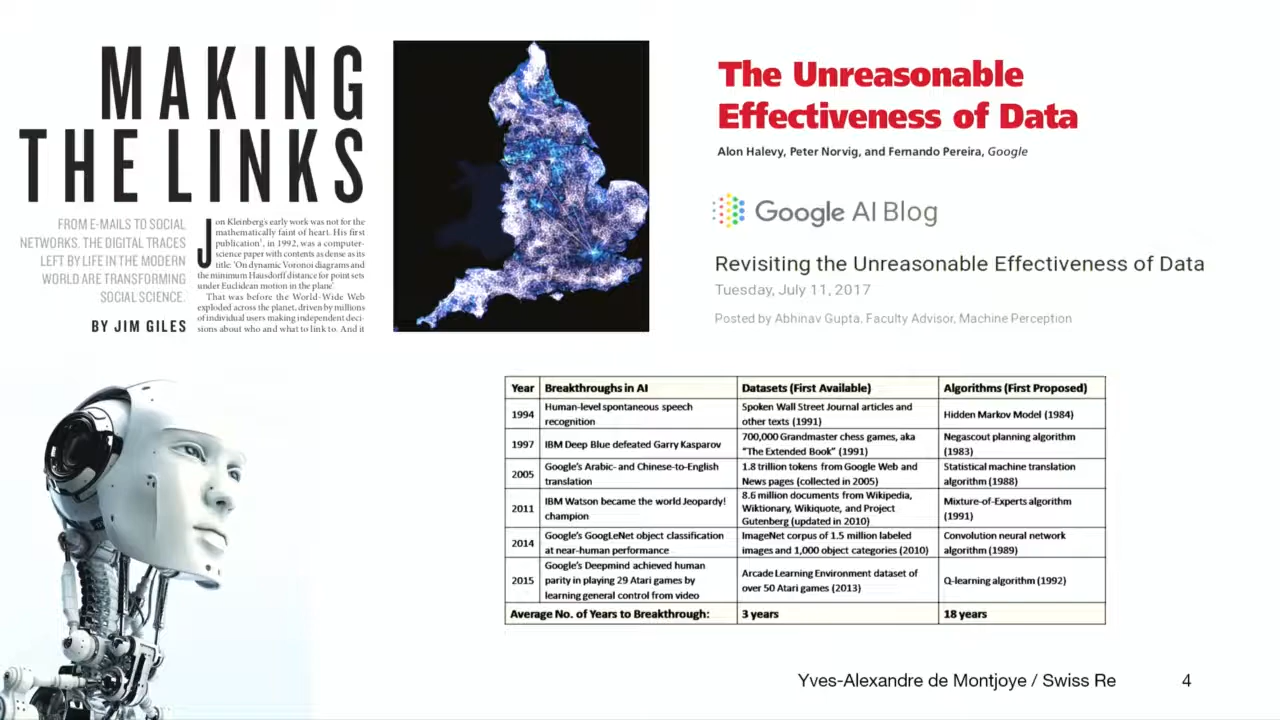 MAKING
THE LINKS
FROM E-MAILS TO SOCIAL
NETWORKS, THE DIGITAL TRACES
LEFT BY LIFE IN THE MODERN
WORLD ARE TRANSFORMING
SOCIAL SCIENCE.
BY JIM GILES
Jon Kleinberg's early work was not for the
mathematically faint of heart. His first
publication¹, in 1992, was a computer-
science paper with contents as dense as its
title: 'On dynamic Voronoi diagrams and
the minimum Hausdorff distance for point sets
under Euclidean motion in the plane'.
That was before the World-Wide Web
exploded across the planet, driven by millions
of individual users making independent deci-
sions about who and what to link to. And it
The Unreasonable
Effectiveness of Data
Alon Halevy, Peter Norvig, and Fernando Pereira, Google
Google AI Blog
Revisiting the Unreasonable Effectiveness of Data
Tuesday, July 11, 2017
Posted by Abhinav Gupta, Faculty Advisor, Machine Perception
Year Breakthroughs in AI Datasets (First Available) Algorithms (First Proposed)
1994 Human-level spontaneous speech recognition Spoken Wall Street Journal articles and other texts (1991) Hidden Markov Model (1984)
1997 IBM Deep Blue defeated Garry Kasparov 700,000 Grandmaster chess games, aka "The Extended Book" (1991) Negascout planning algorithm (1983)
2005 Google's Arabic- and Chinese-to-English translation 1.8 trillion tokens from Google Web and News pages (collected in 2005) Statistical machine translation algorithm (1988)
2011 IBM Watson became the world Jeopardy! champion 8.6 million documents from Wikipedia, Wiktionary, Wikiquote, and Project Gutenberg (updated in 2010) Mixture-of-Experts algorithm (1991)
2014 Google's GoogLeNet object classification at near-human performance ImageNet corpus of 1.5 million labeled images and 1,000 object categories (2010) Convolution neural network algorithm (1989)
2015 Google's Deepmind achieved human parity in playing 29 Atari games by learning general control from video Arcade Learning Environment dataset of over 50 Atari games (2013) Q-learning algorithm (1992)
Average No. of Years to Breakthrough: 3 years 18 years
Yves-Alexandre de Montjoye / Swiss Re 4